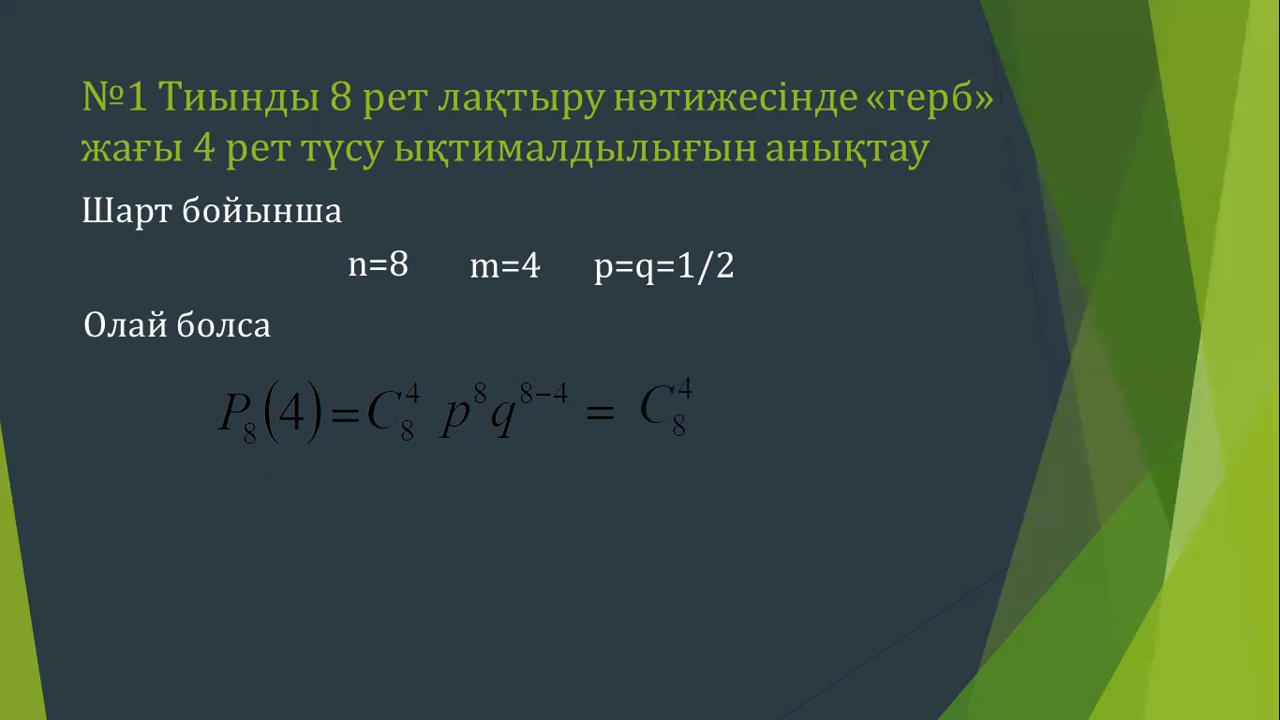 №1 Тиынды 8 рет лақтыру нәтижесінде «герб»
жағы 4 рет түсу ықтималдылығын анықтау
Шарт бойынша
n=8 m=4 p=q=1/2
Олай болса
P₈(4)=C₈⁴ p⁸q⁸⁻⁴ = C₈⁴